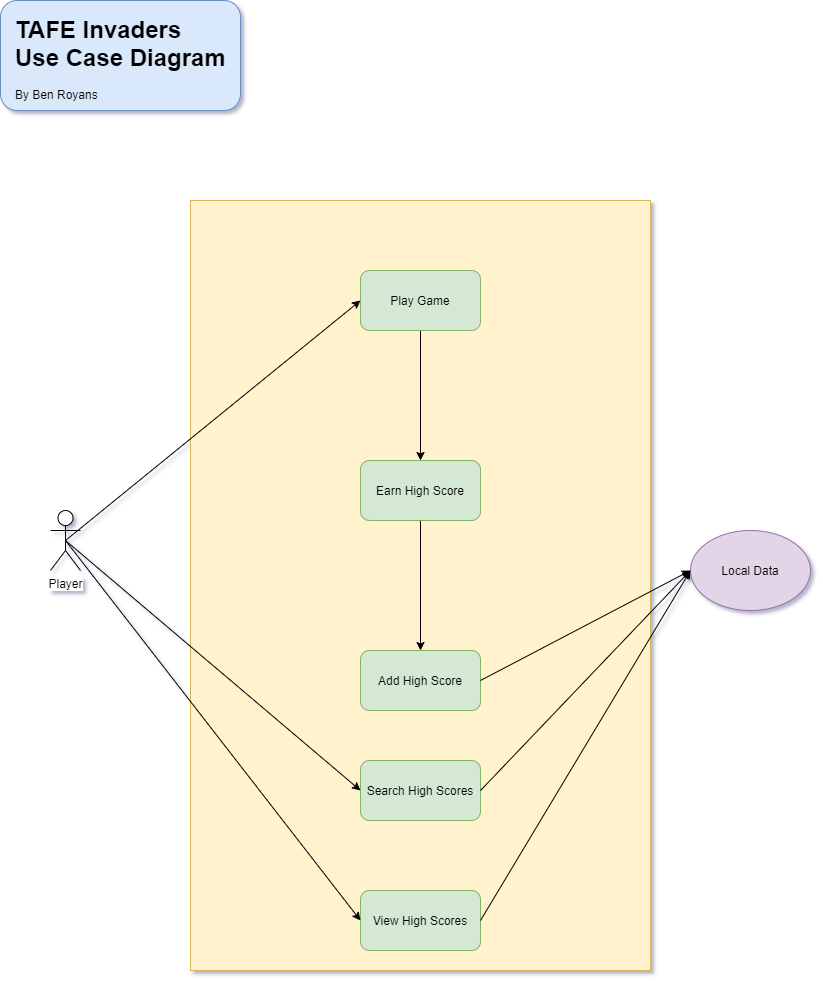 TAFE Invaders
Use Case Diagram
By Ben Royans
Play Game
Earn High Score
Player
Local Data
Add High Score
Search High Scores
View High Scores